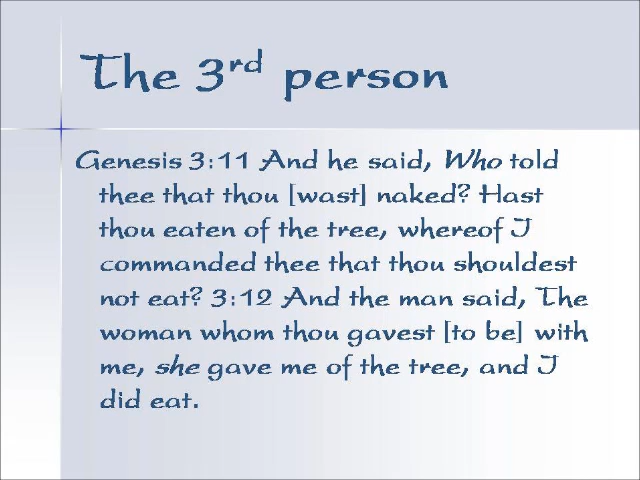 The 3rd person
Genesis 3:11 And he said, Who told
thee that thou [wast] naked? Hast
thou eaten of the tree, whereof I
commanded thee that thou shouldest
not eat? 3:12 And the man said, The
woman whom thou gavest [to be] with
me, she gave me of the tree, and I
did eat.